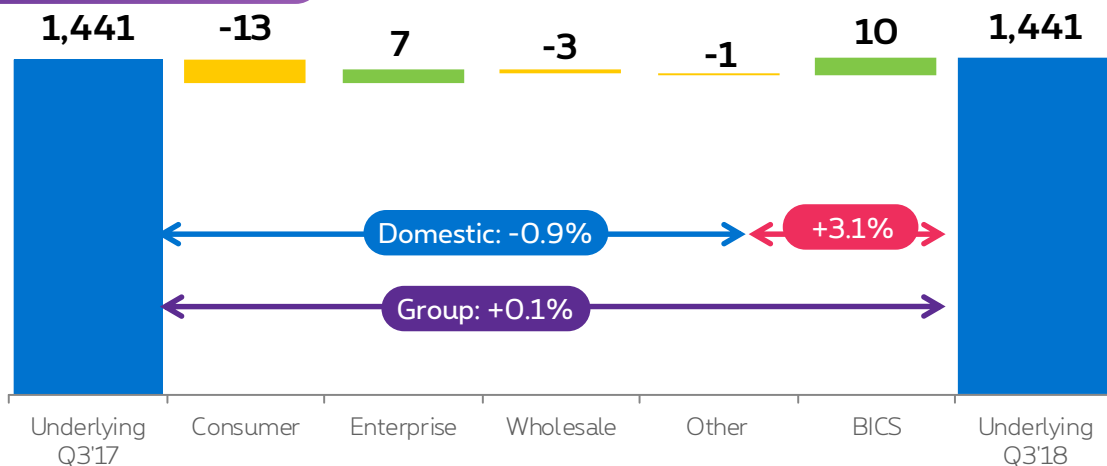 1,441
-13
7
-3
-1
10
1,441
Domestic: -0.9%
+3.1%
Group: +0.1%
Underlying
Q3'17
Consumer
Enterprise
Wholesale
Other
BICS
Underlying
Q3'18